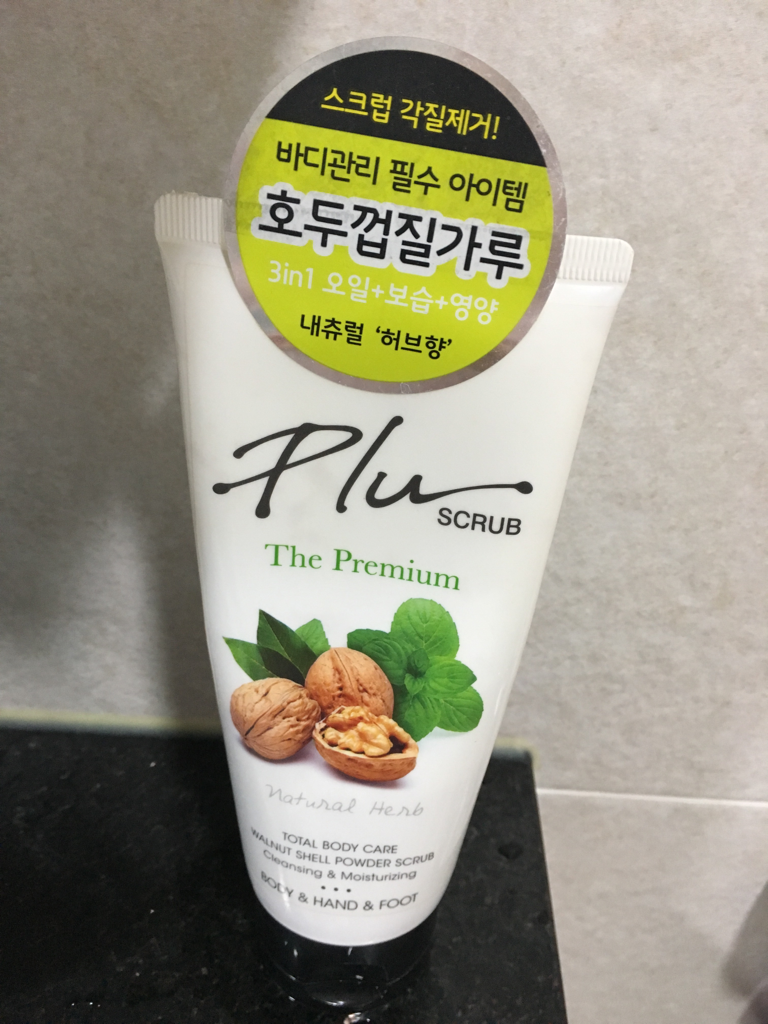 스크럽 각질제거!
바디관리 필수 아이템
호두껍질가루
3in1 오일+보습+영양
내츄럴 '허브향'
Plu
SCRUB
The Premium
Natural Herb
TOTAL BODY CARE
WALNUT SHELL POWDER SCRUB
Cleansing & Moisturizing
•••
BODY & HAND & FOOT